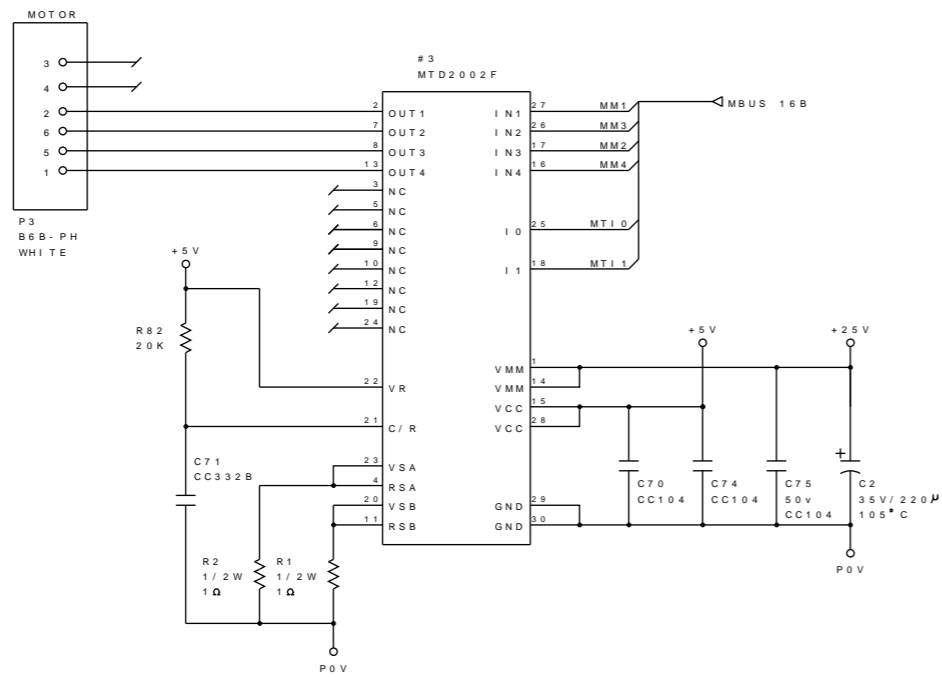 MOTOR
3
4
2
6
5
1
P3
B6B-PH
WHITE
#3
MTD2002F
2 OUT1
7 OUT2
8 OUT3
13 OUT4
3 NC
5 NC
6 NC
9 NC
10 NC
12 NC
19 NC
24 NC
22 VR
21 C/R
23 VSA
4 RSA
20 VSB
11 RSB
IN1 27 MM1
IN2 26 MM3
IN3 17 MM2
IN4 16 MM4
I0 25 MTI0
I1 18 MTI1
MBUS 16B
VMM 1
VMM 14
VCC 15
VCC 28
GND 29
GND 30
+5V
R82
20K
C71
CC332B
R2
1/2W
1Ω
R1
1/2W
1Ω
P0V
+5V
+25V
C70
CC104
C74
CC104
C75
50v
CC104
+
C2
35V/220μ
105°C
P0V